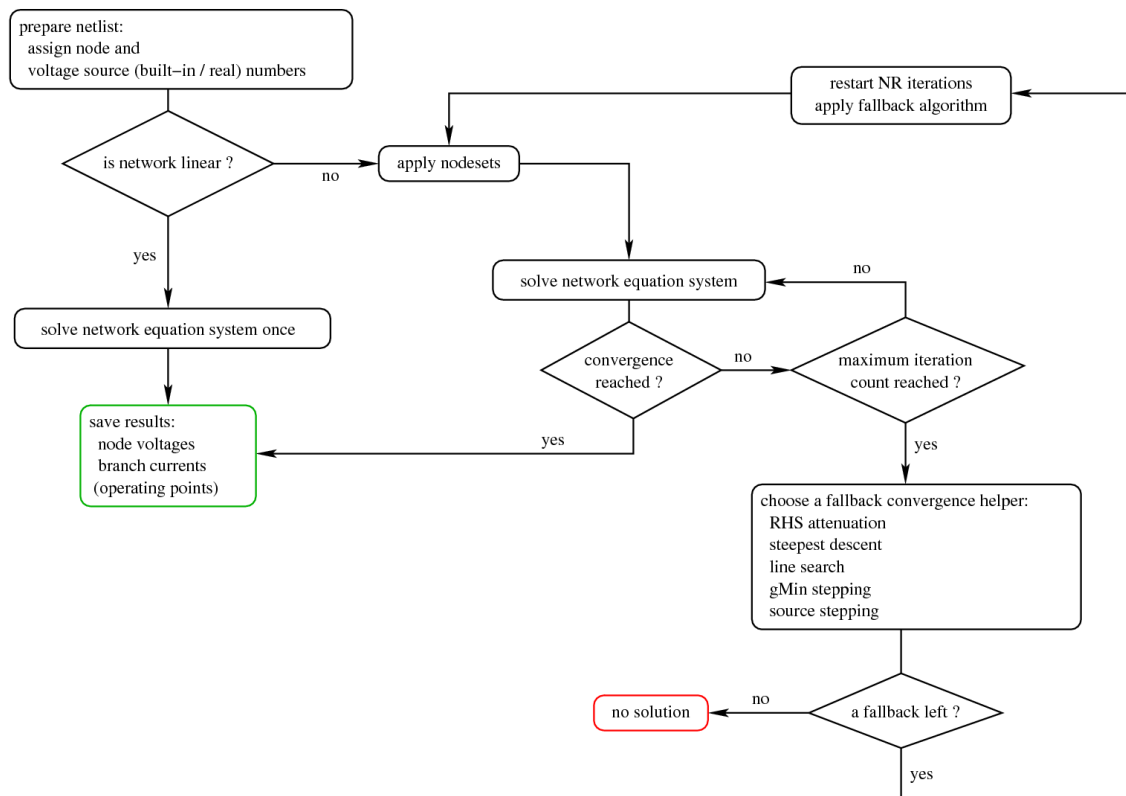 prepare netlist:
assign node and
voltage source (built−in / real) numbers
restart NR iterations
apply fallback algorithm
is network linear ?
no
apply nodesets
yes
solve network equation system
no
solve network equation system once
convergence
reached ?
no
maximum iteration
count reached ?
save results:
node voltages
branch currents
(operating points)
yes
yes
choose a fallback convergence helper:
RHS attenuation
steepest descent
line search
gMin stepping
source stepping
no solution
no
a fallback left ?
yes